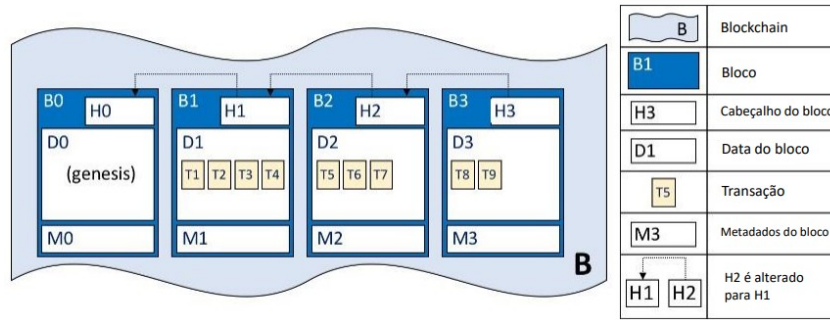 B0
H0
D0
(genesis)
M0
B1
H1
D1
T1 T2 T3 T4
M1
B2
H2
D2
T5 T6 T7
M2
B3
H3
D3
T8 T9
M3
B
B Blockchain
B1 Bloco
H3 Cabeçalho do bloco
D1 Data do bloco
T5 Transação
M3 Metadados do bloco
H1 H2 H2 é alterado
para H1